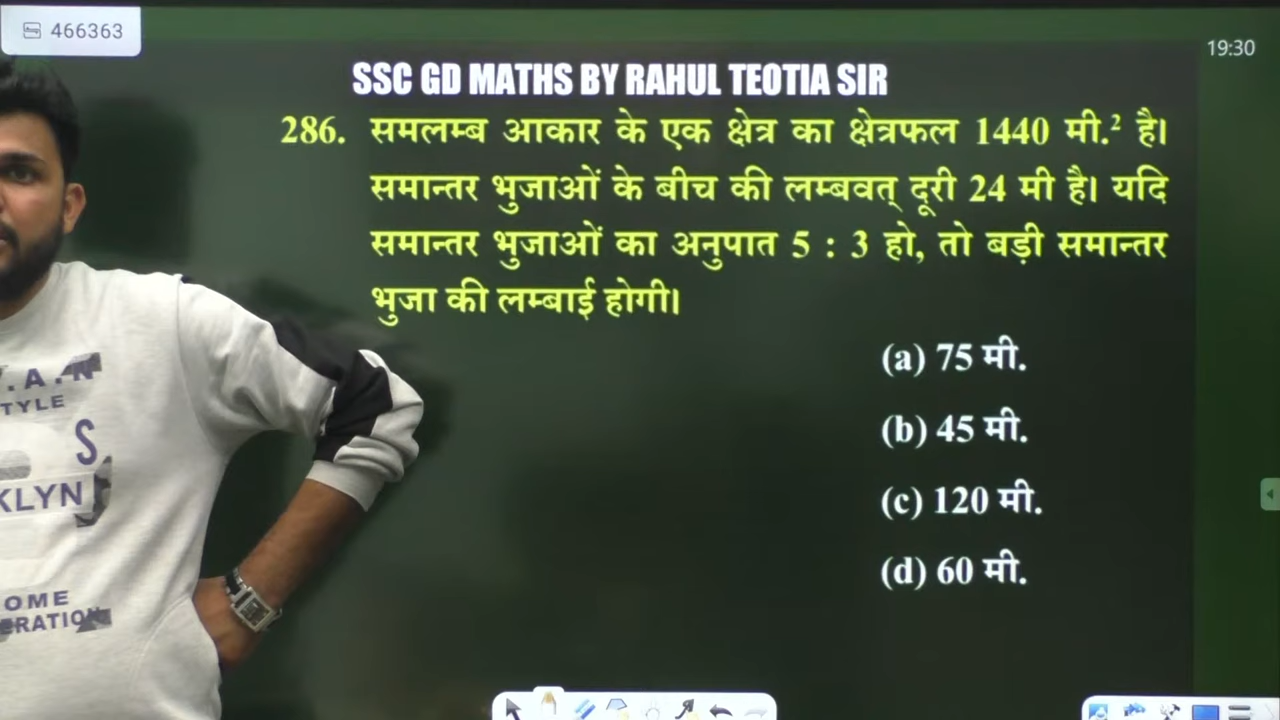 466363
19:30
SSC GD MATHS BY RAHUL TEOTIA SIR
286. समलम्ब आकार के एक क्षेत्र का क्षेत्रफल 1440 मी.² है।
समान्तर भुजाओं के बीच की लम्बवत् दूरी 24 मी है। यदि
समान्तर भुजाओं का अनुपात 5 : 3 हो, तो बड़ी समान्तर
भुजा की लम्बाई होगी।
(a) 75 मी.
(b) 45 मी.
(c) 120 मी.
(d) 60 मी.
TYLE
S
KLYN
OME
ERATION